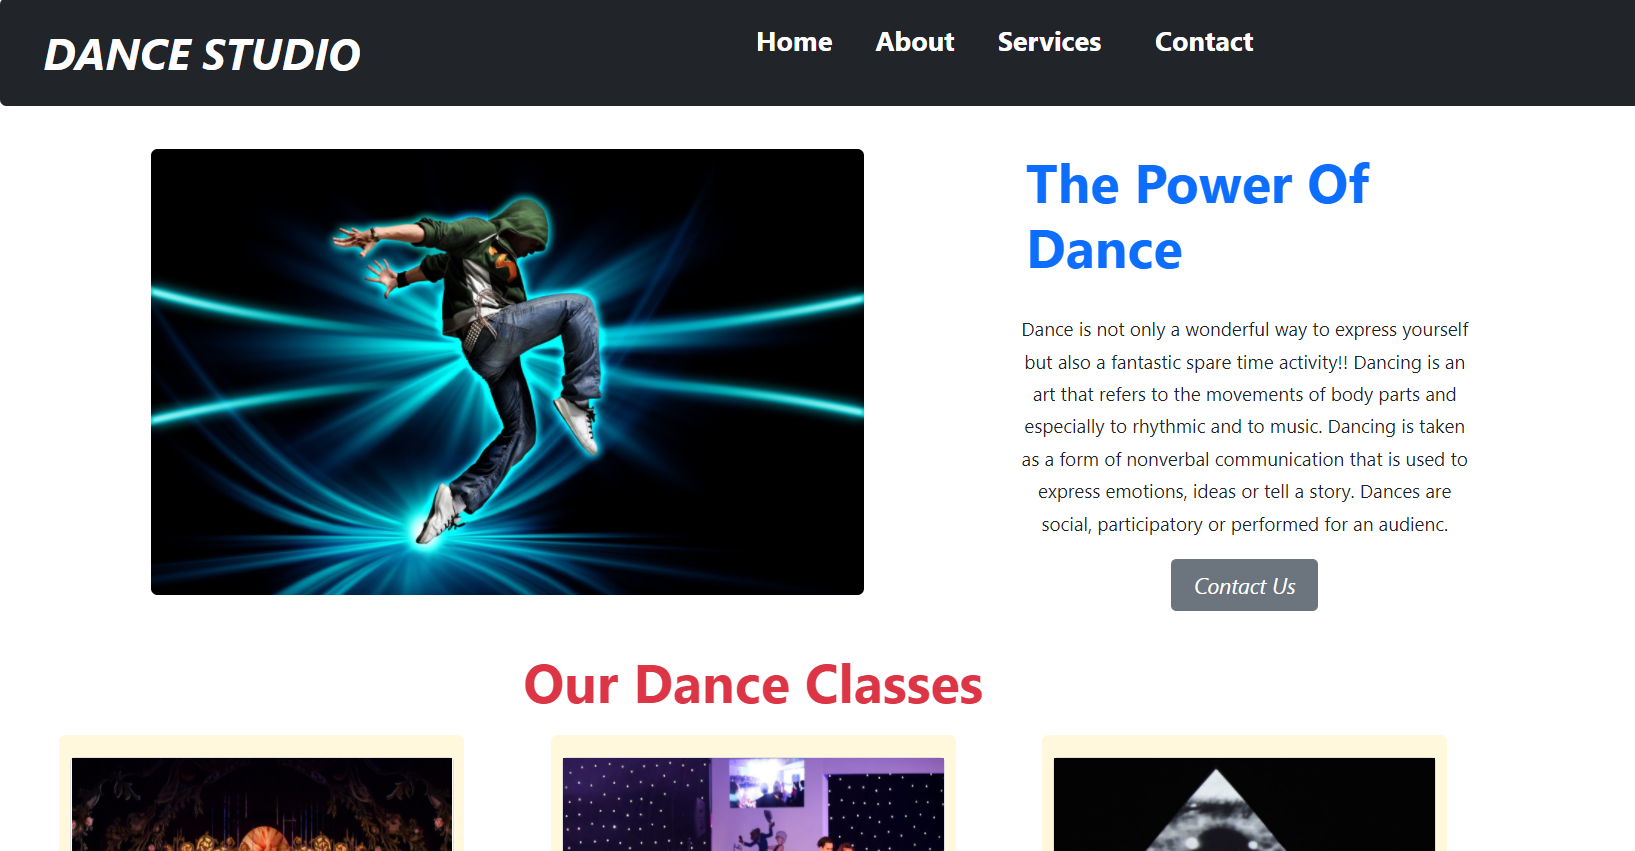 DANCE STUDIO
Home About Services Contact
The Power Of
Dance
Dance is not only a wonderful way to express yourself
but also a fantastic spare time activity!! Dancing is an
art that refers to the movements of body parts and
especially to rhythmic and to music. Dancing is taken
as a form of nonverbal communication that is used to
express emotions, ideas or tell a story. Dances are
social, participatory or performed for an audienc.
Contact Us
Our Dance Classes